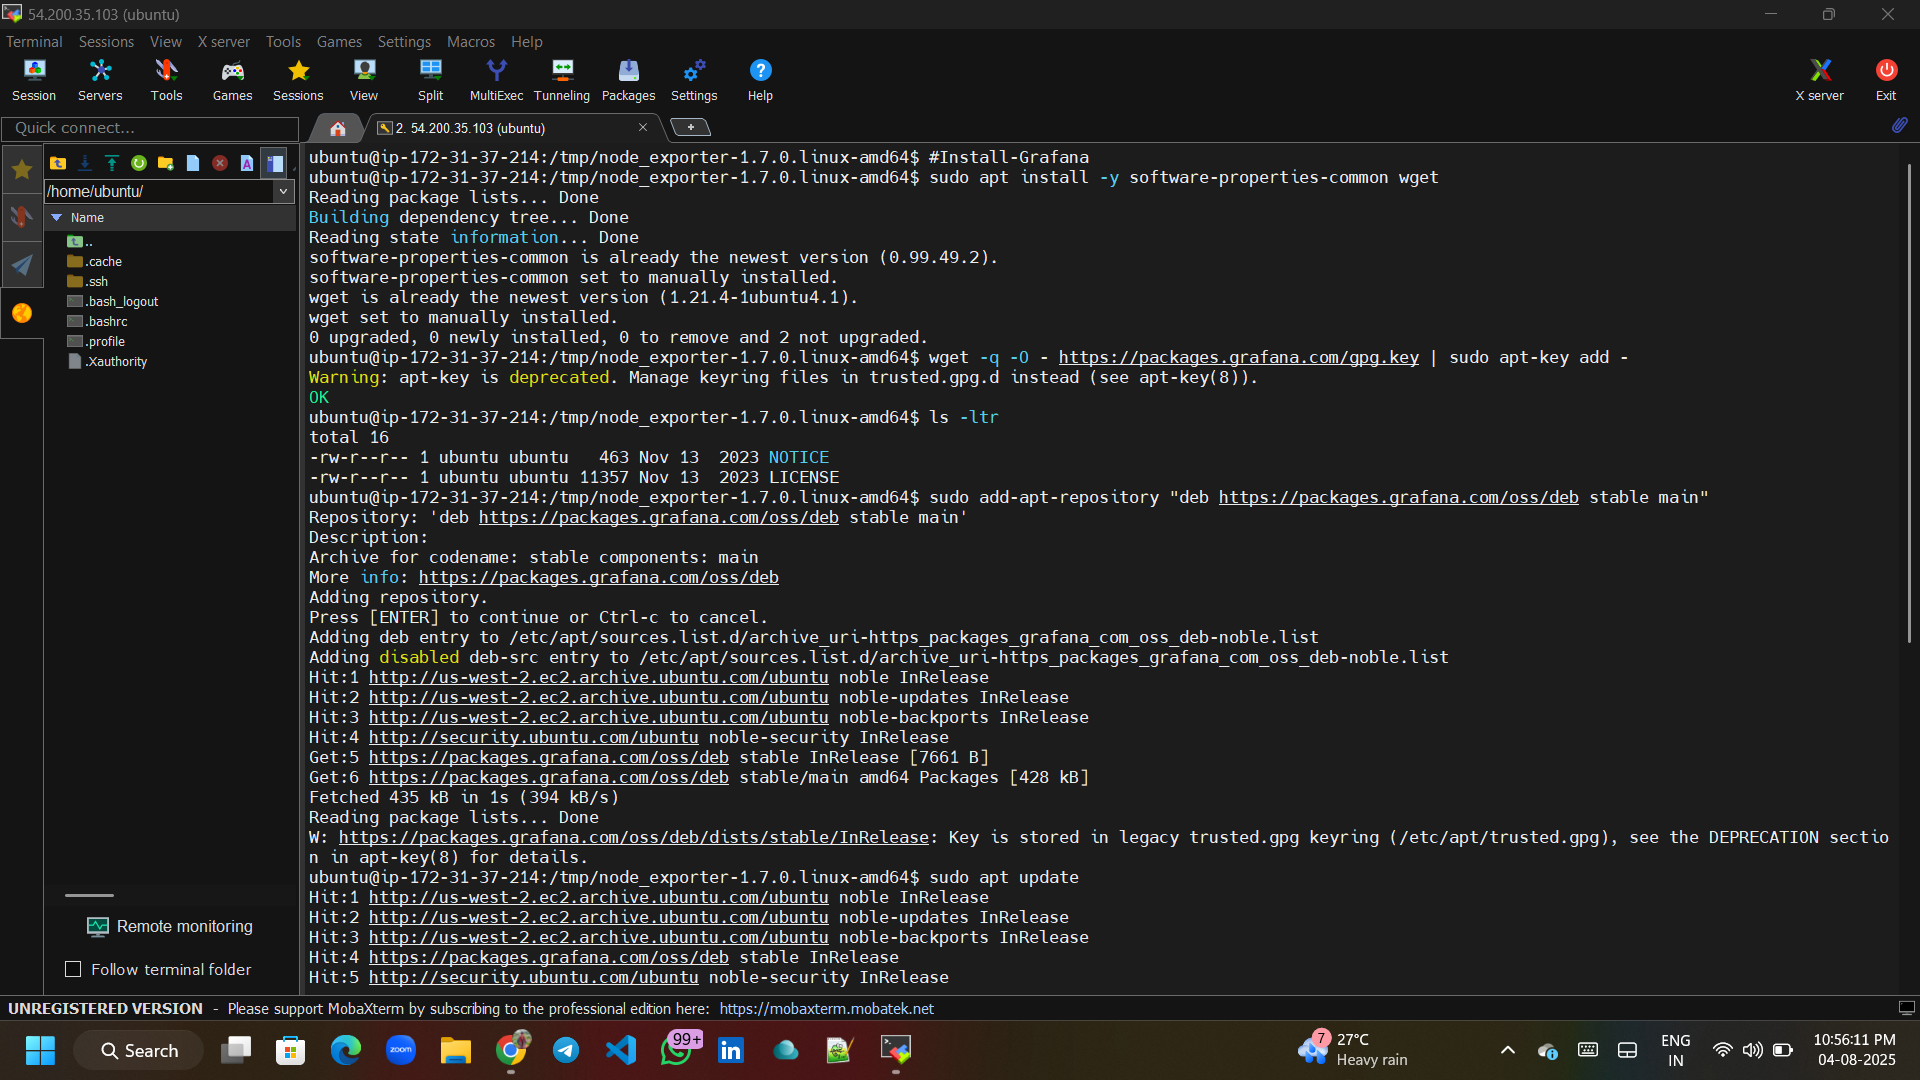 54.200.35.103 (ubuntu)
Terminal Sessions View X server Tools Games Settings Macros Help
Session Servers Tools Games Sessions View Split MultiExec Tunneling Packages Settings Help X server Exit
Quick connect...
2. 54.200.35.103 (ubuntu)
/home/ubuntu/
Name
..
.cache
.ssh
.bash_logout
.bashrc
.profile
.Xauthority
Remote monitoring
Follow terminal folder
ubuntu@ip-172-31-37-214:/tmp/node_exporter-1.7.0.linux-amd64$ #Install-Grafana
ubuntu@ip-172-31-37-214:/tmp/node_exporter-1.7.0.linux-amd64$ sudo apt install -y software-properties-common wget
Reading package lists... Done
Building dependency tree... Done
Reading state information... Done
software-properties-common is already the newest version (0.99.49.2).
software-properties-common set to manually installed.
wget is already the newest version (1.21.4-1ubuntu4.1).
wget set to manually installed.
0 upgraded, 0 newly installed, 0 to remove and 2 not upgraded.
ubuntu@ip-172-31-37-214:/tmp/node_exporter-1.7.0.linux-amd64$ wget -q -O - https://packages.grafana.com/gpg.key | sudo apt-key add -
Warning: apt-key is deprecated. Manage keyring files in trusted.gpg.d instead (see apt-key(8)).
OK
ubuntu@ip-172-31-37-214:/tmp/node_exporter-1.7.0.linux-amd64$ ls -ltr
total 16
-rw-r--r-- 1 ubuntu ubuntu   463 Nov 13  2023 NOTICE
-rw-r--r-- 1 ubuntu ubuntu 11357 Nov 13  2023 LICENSE
ubuntu@ip-172-31-37-214:/tmp/node_exporter-1.7.0.linux-amd64$ sudo add-apt-repository "deb https://packages.grafana.com/oss/deb stable main"
Repository: 'deb https://packages.grafana.com/oss/deb stable main'
Description:
Archive for codename: stable components: main
More info: https://packages.grafana.com/oss/deb
Adding repository.
Press [ENTER] to continue or Ctrl-c to cancel.
Adding deb entry to /etc/apt/sources.list.d/archive_uri-https_packages_grafana_com_oss_deb-noble.list
Adding disabled deb-src entry to /etc/apt/sources.list.d/archive_uri-https_packages_grafana_com_oss_deb-noble.list
Hit:1 http://us-west-2.ec2.archive.ubuntu.com/ubuntu noble InRelease
Hit:2 http://us-west-2.ec2.archive.ubuntu.com/ubuntu noble-updates InRelease
Hit:3 http://us-west-2.ec2.archive.ubuntu.com/ubuntu noble-backports InRelease
Hit:4 http://security.ubuntu.com/ubuntu noble-security InRelease
Get:5 https://packages.grafana.com/oss/deb stable InRelease [7661 B]
Get:6 https://packages.grafana.com/oss/deb stable/main amd64 Packages [428 kB]
Fetched 435 kB in 1s (394 kB/s)
Reading package lists... Done
W: https://packages.grafana.com/oss/deb/dists/stable/InRelease: Key is stored in legacy trusted.gpg keyring (/etc/apt/trusted.gpg), see the DEPRECATION sectio
n in apt-key(8) for details.
ubuntu@ip-172-31-37-214:/tmp/node_exporter-1.7.0.linux-amd64$ sudo apt update
Hit:1 http://us-west-2.ec2.archive.ubuntu.com/ubuntu noble InRelease
Hit:2 http://us-west-2.ec2.archive.ubuntu.com/ubuntu noble-updates InRelease
Hit:3 http://us-west-2.ec2.archive.ubuntu.com/ubuntu noble-backports InRelease
Hit:4 https://packages.grafana.com/oss/deb stable InRelease
Hit:5 http://security.ubuntu.com/ubuntu noble-security InRelease
UNREGISTERED VERSION - Please support MobaXterm by subscribing to the professional edition here: https://mobaxterm.mobatek.net
Search
zoom
99+
7
27°C
Heavy rain
ENG
IN
10:56:11 PM
04-08-2025